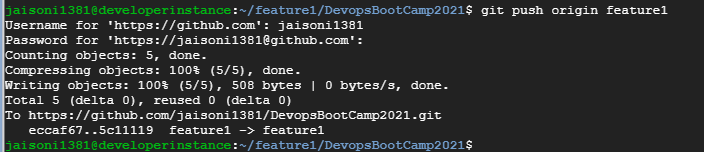 jaisoni1381@developerinstance:~/feature1/DevopsBootCamp2021$ git push origin feature1
Username for 'https://github.com': jaisoni1381
Password for 'https://jaisoni1381@github.com':
Counting objects: 5, done.
Compressing objects: 100% (5/5), done.
Writing objects: 100% (5/5), 508 bytes | 0 bytes/s, done.
Total 5 (delta 0), reused 0 (delta 0)
To https://github.com/jaisoni1381/DevopsBootCamp2021.git
   eccaf67..5c11119  feature1 -> feature1
jaisoni1381@developerinstance:~/feature1/DevopsBootCamp2021$